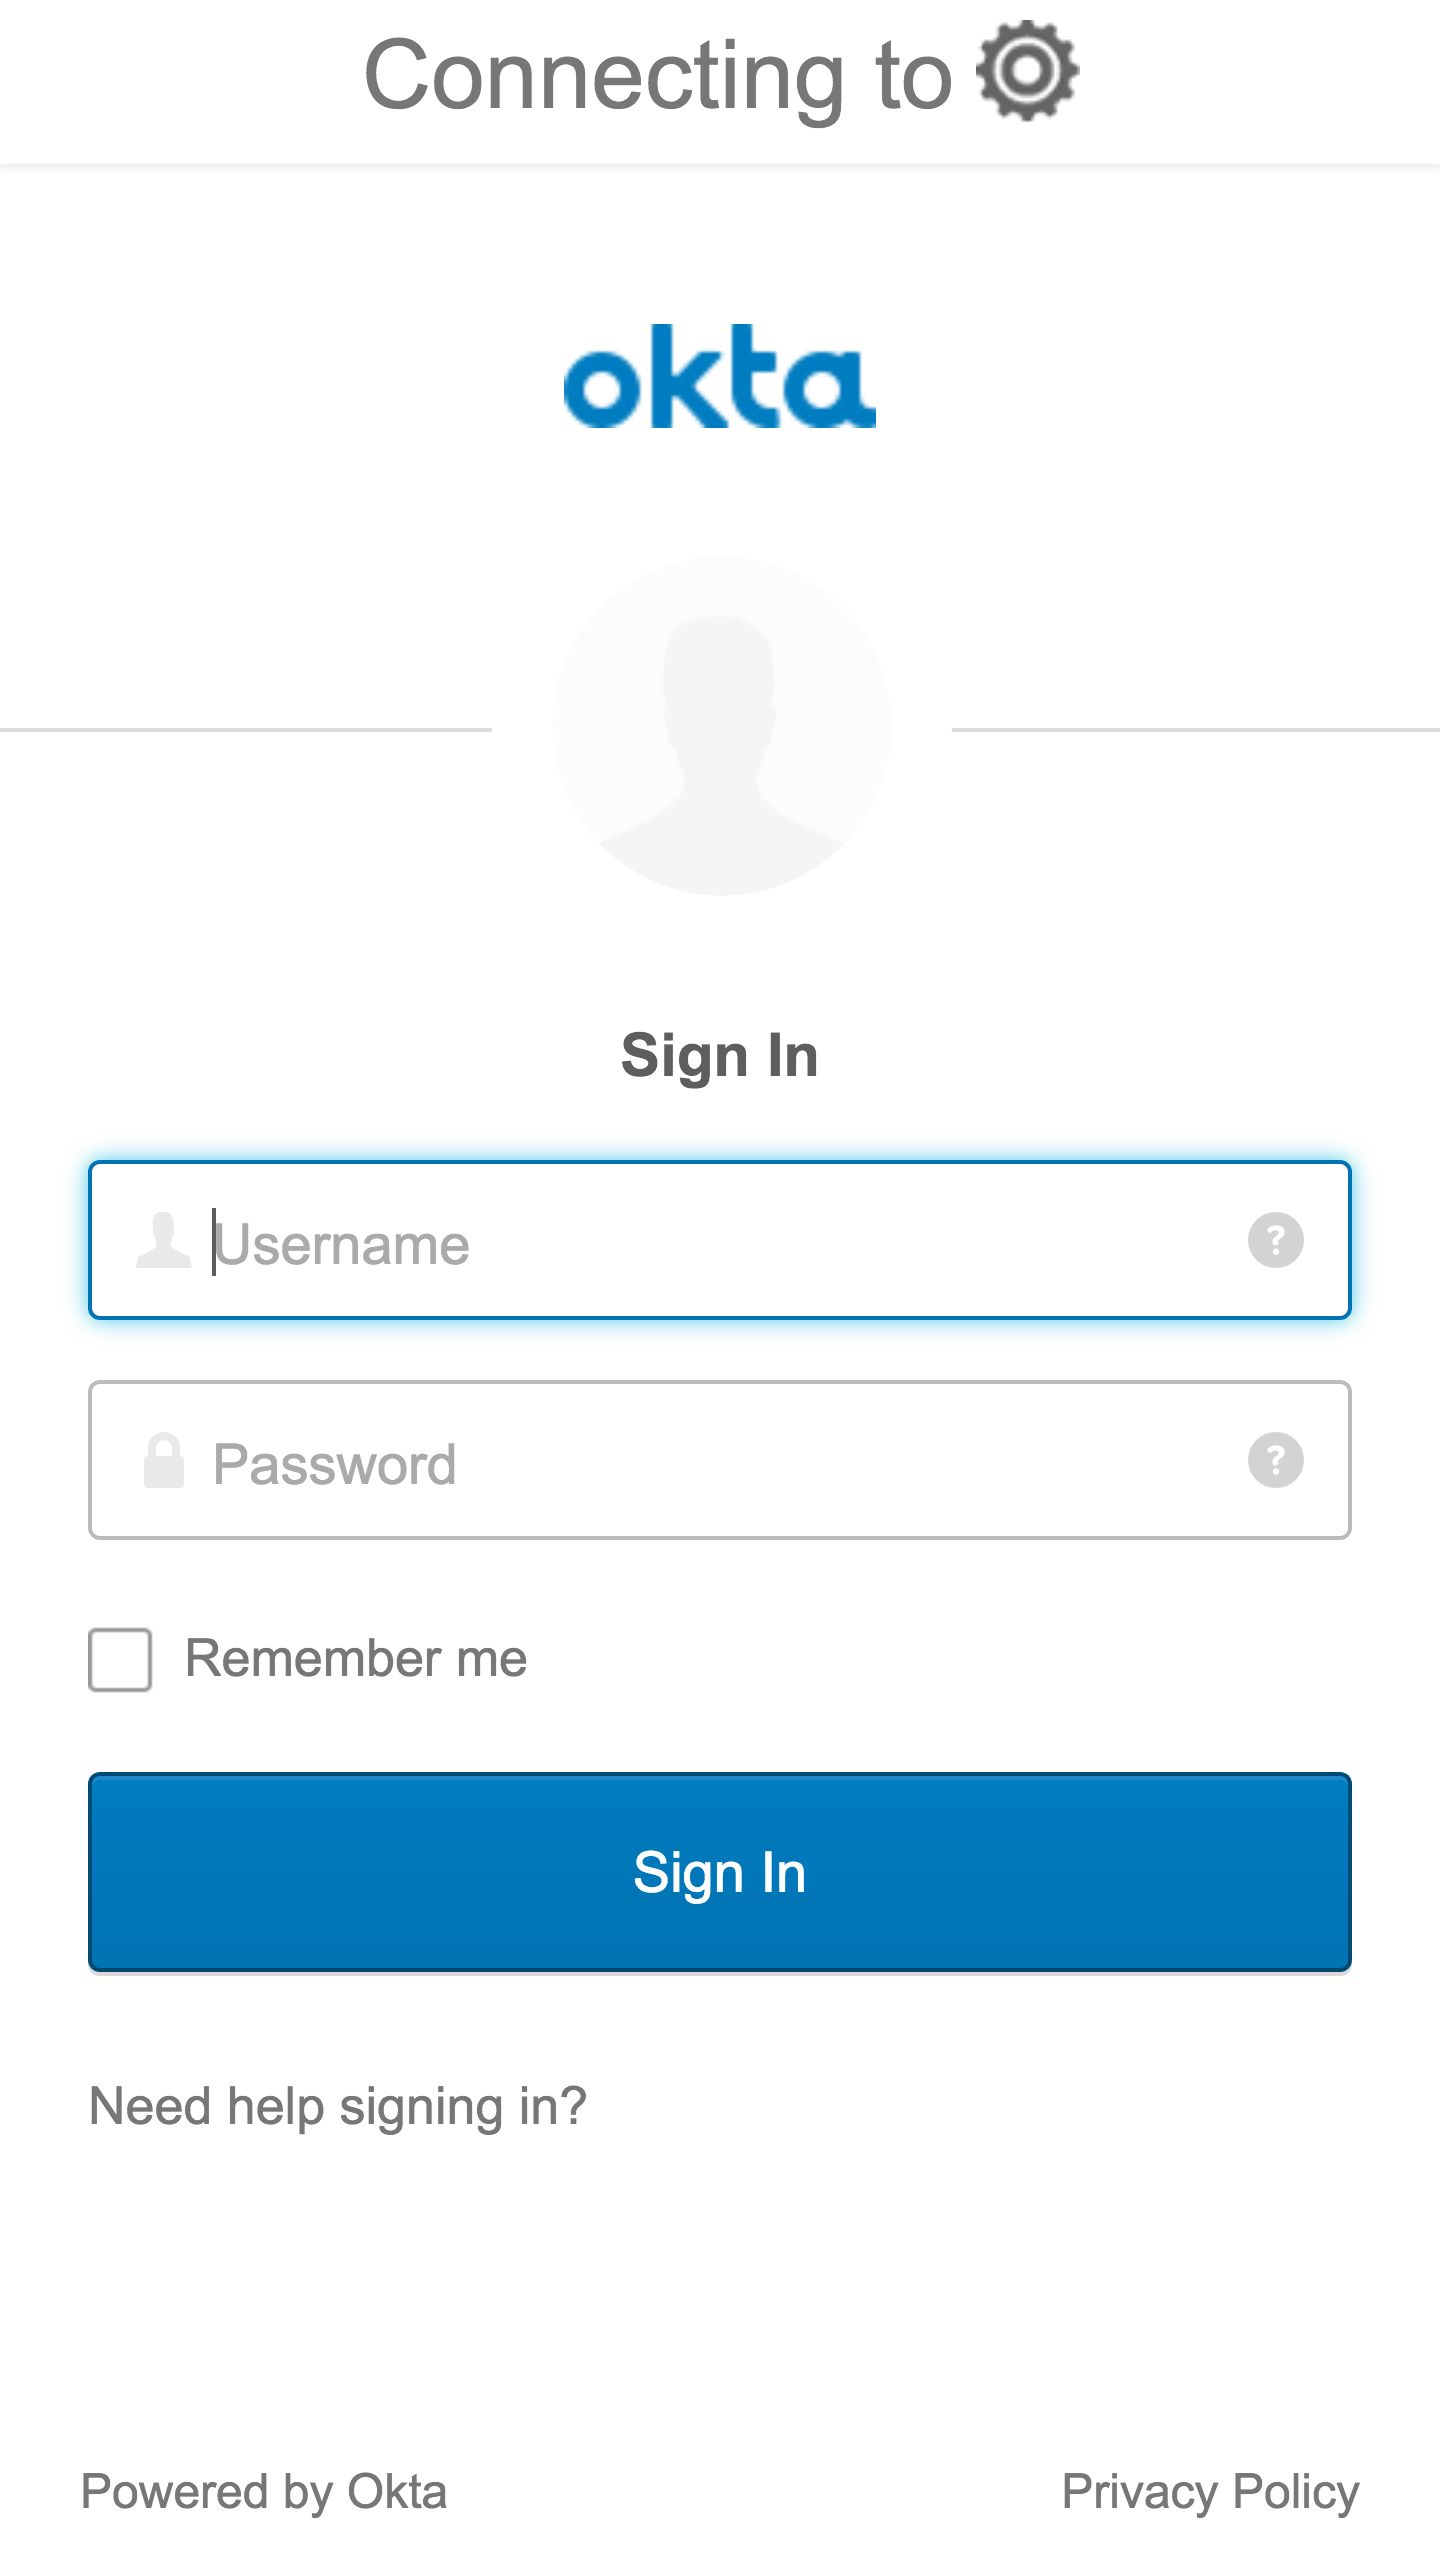 Connecting to
okta
Sign In
Username
?
Password
?
Remember me
Sign In
Need help signing in?
Powered by Okta
Privacy Policy